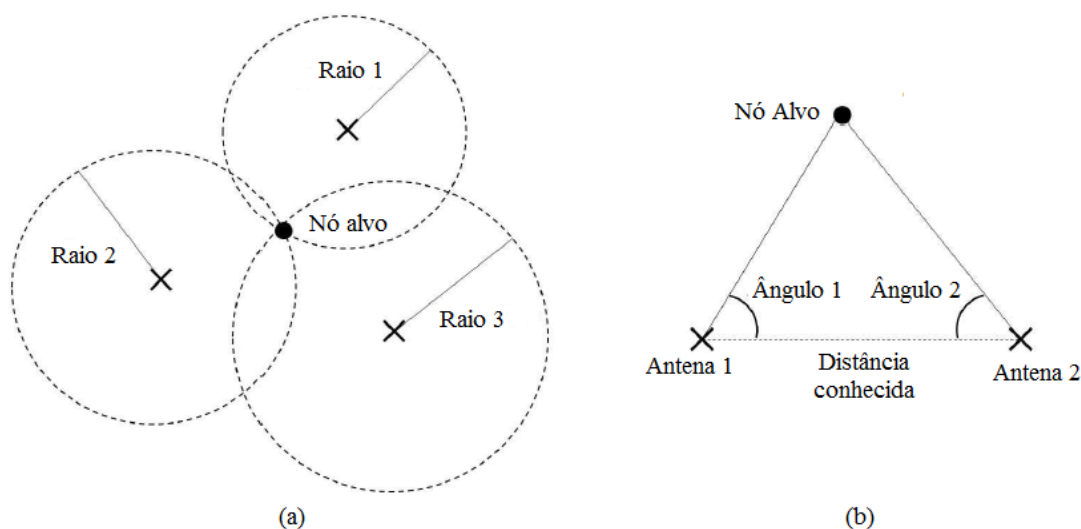 Raio 1
Nó alvo
Raio 2
Raio 3
(a)
Nó Alvo
Ângulo 1
Ângulo 2
Antena 1
Distância
conhecida
Antena 2
(b)